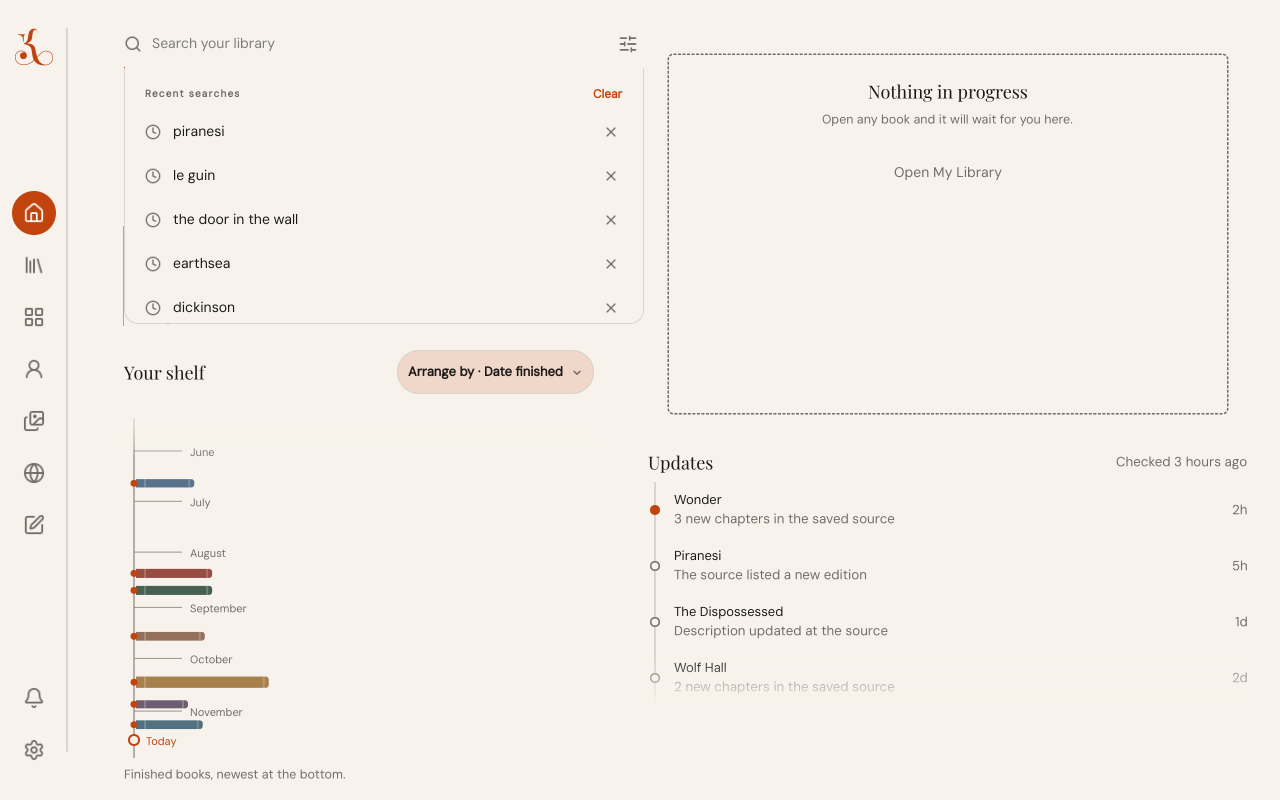 Search your library
Recent searches
Clear
piranesi
le guin
the door in the wall
earthsea
dickinson
Nothing in progress
Open any book and it will wait for you here.
Open My Library
Your shelf
Arrange by · Date finished
June
July
August
September
October
November
Today
Finished books, newest at the bottom.
Updates
Checked 3 hours ago
Wonder
3 new chapters in the saved source
2h
Piranesi
The source listed a new edition
5h
The Dispossessed
Description updated at the source
1d
Wolf Hall
2 new chapters in the saved source
2d